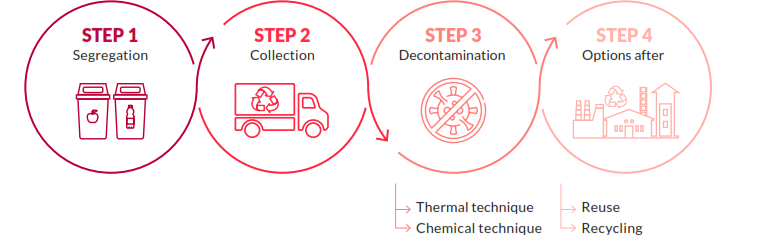 STEP 1
Segregation
STEP 2
Collection
STEP 3
Decontamination
STEP 4
Options after
Thermal technique
Chemical technique
Reuse
Recycling